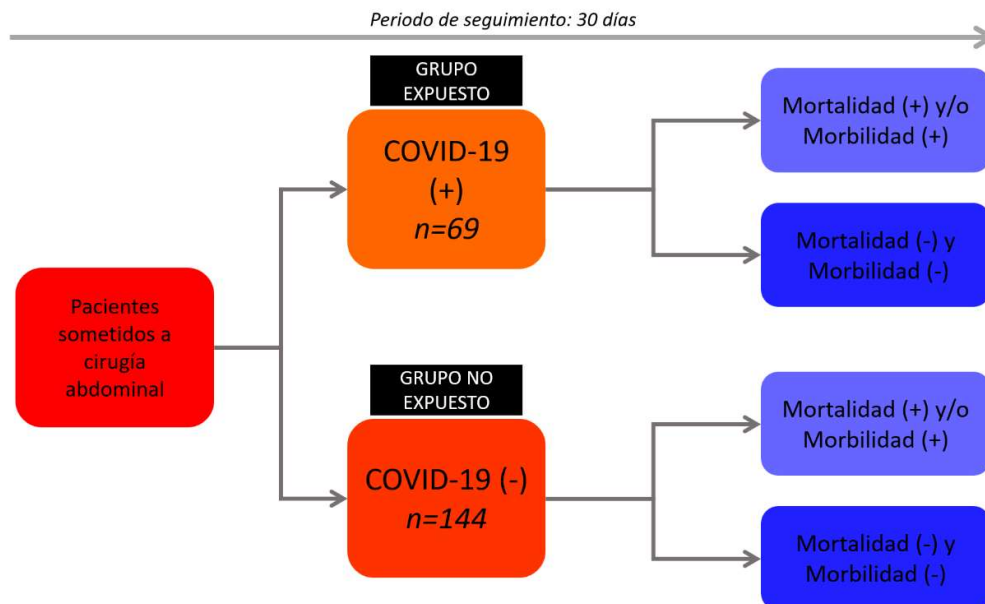 Periodo de seguimiento: 30 días
GRUPO
EXPUESTO
COVID-19
(+)
n=69
Mortalidad (+) y/o
Morbilidad (+)
Mortalidad (-) y
Morbilidad (-)
Pacientes
sometidos a
cirugía
abdominal
GRUPO NO
EXPUESTO
COVID-19 (-)
n=144
Mortalidad (+) y/o
Morbilidad (+)
Mortalidad (-) y
Morbilidad (-)